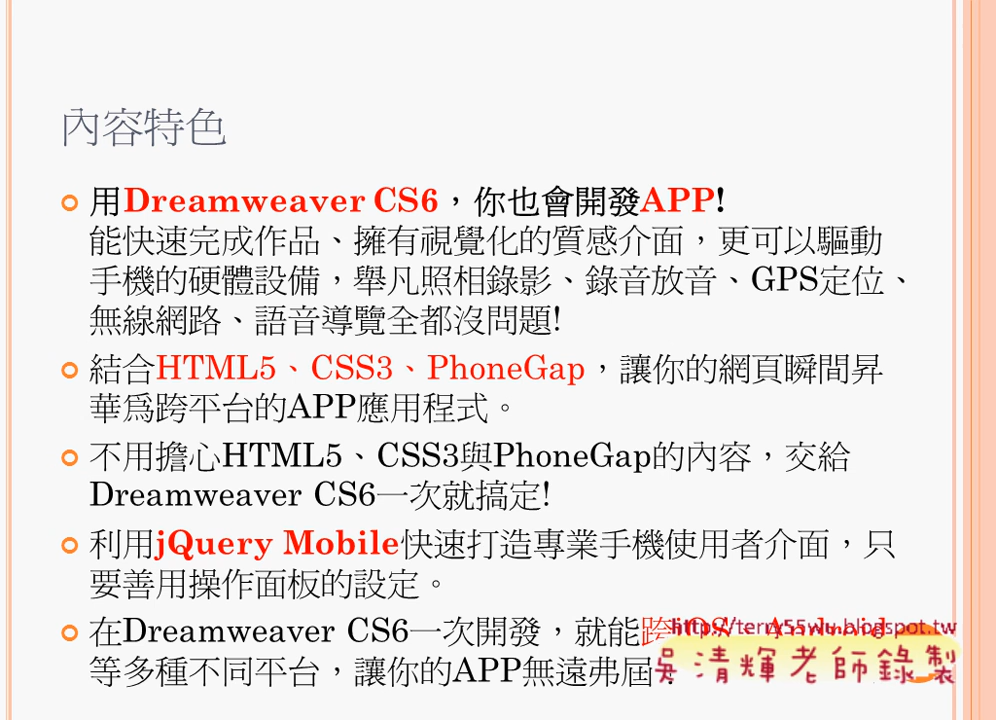 內容特色
用Dreamweaver CS6，你也會開發APP!
能快速完成作品、擁有視覺化的質感介面，更可以驅動
手機的硬體設備，舉凡照相錄影、錄音放音、GPS定位、
無線網路、語音導覽全都沒問題!
結合HTML5、CSS3、PhoneGap，讓你的網頁瞬間昇
華為跨平台的APP應用程式。
不用擔心HTML5、CSS3與PhoneGap的內容，交給
Dreamweaver CS6一次就搞定!
利用jQuery Mobile快速打造專業手機使用者介面，只
要善用操作面板的設定。
在Dreamweaver CS6一次開發，就能跨iOS、Android
http://terry55wu.blogspot.tw
等多種不同平台，讓你的APP無遠弗屆
吳清輝老師錄製